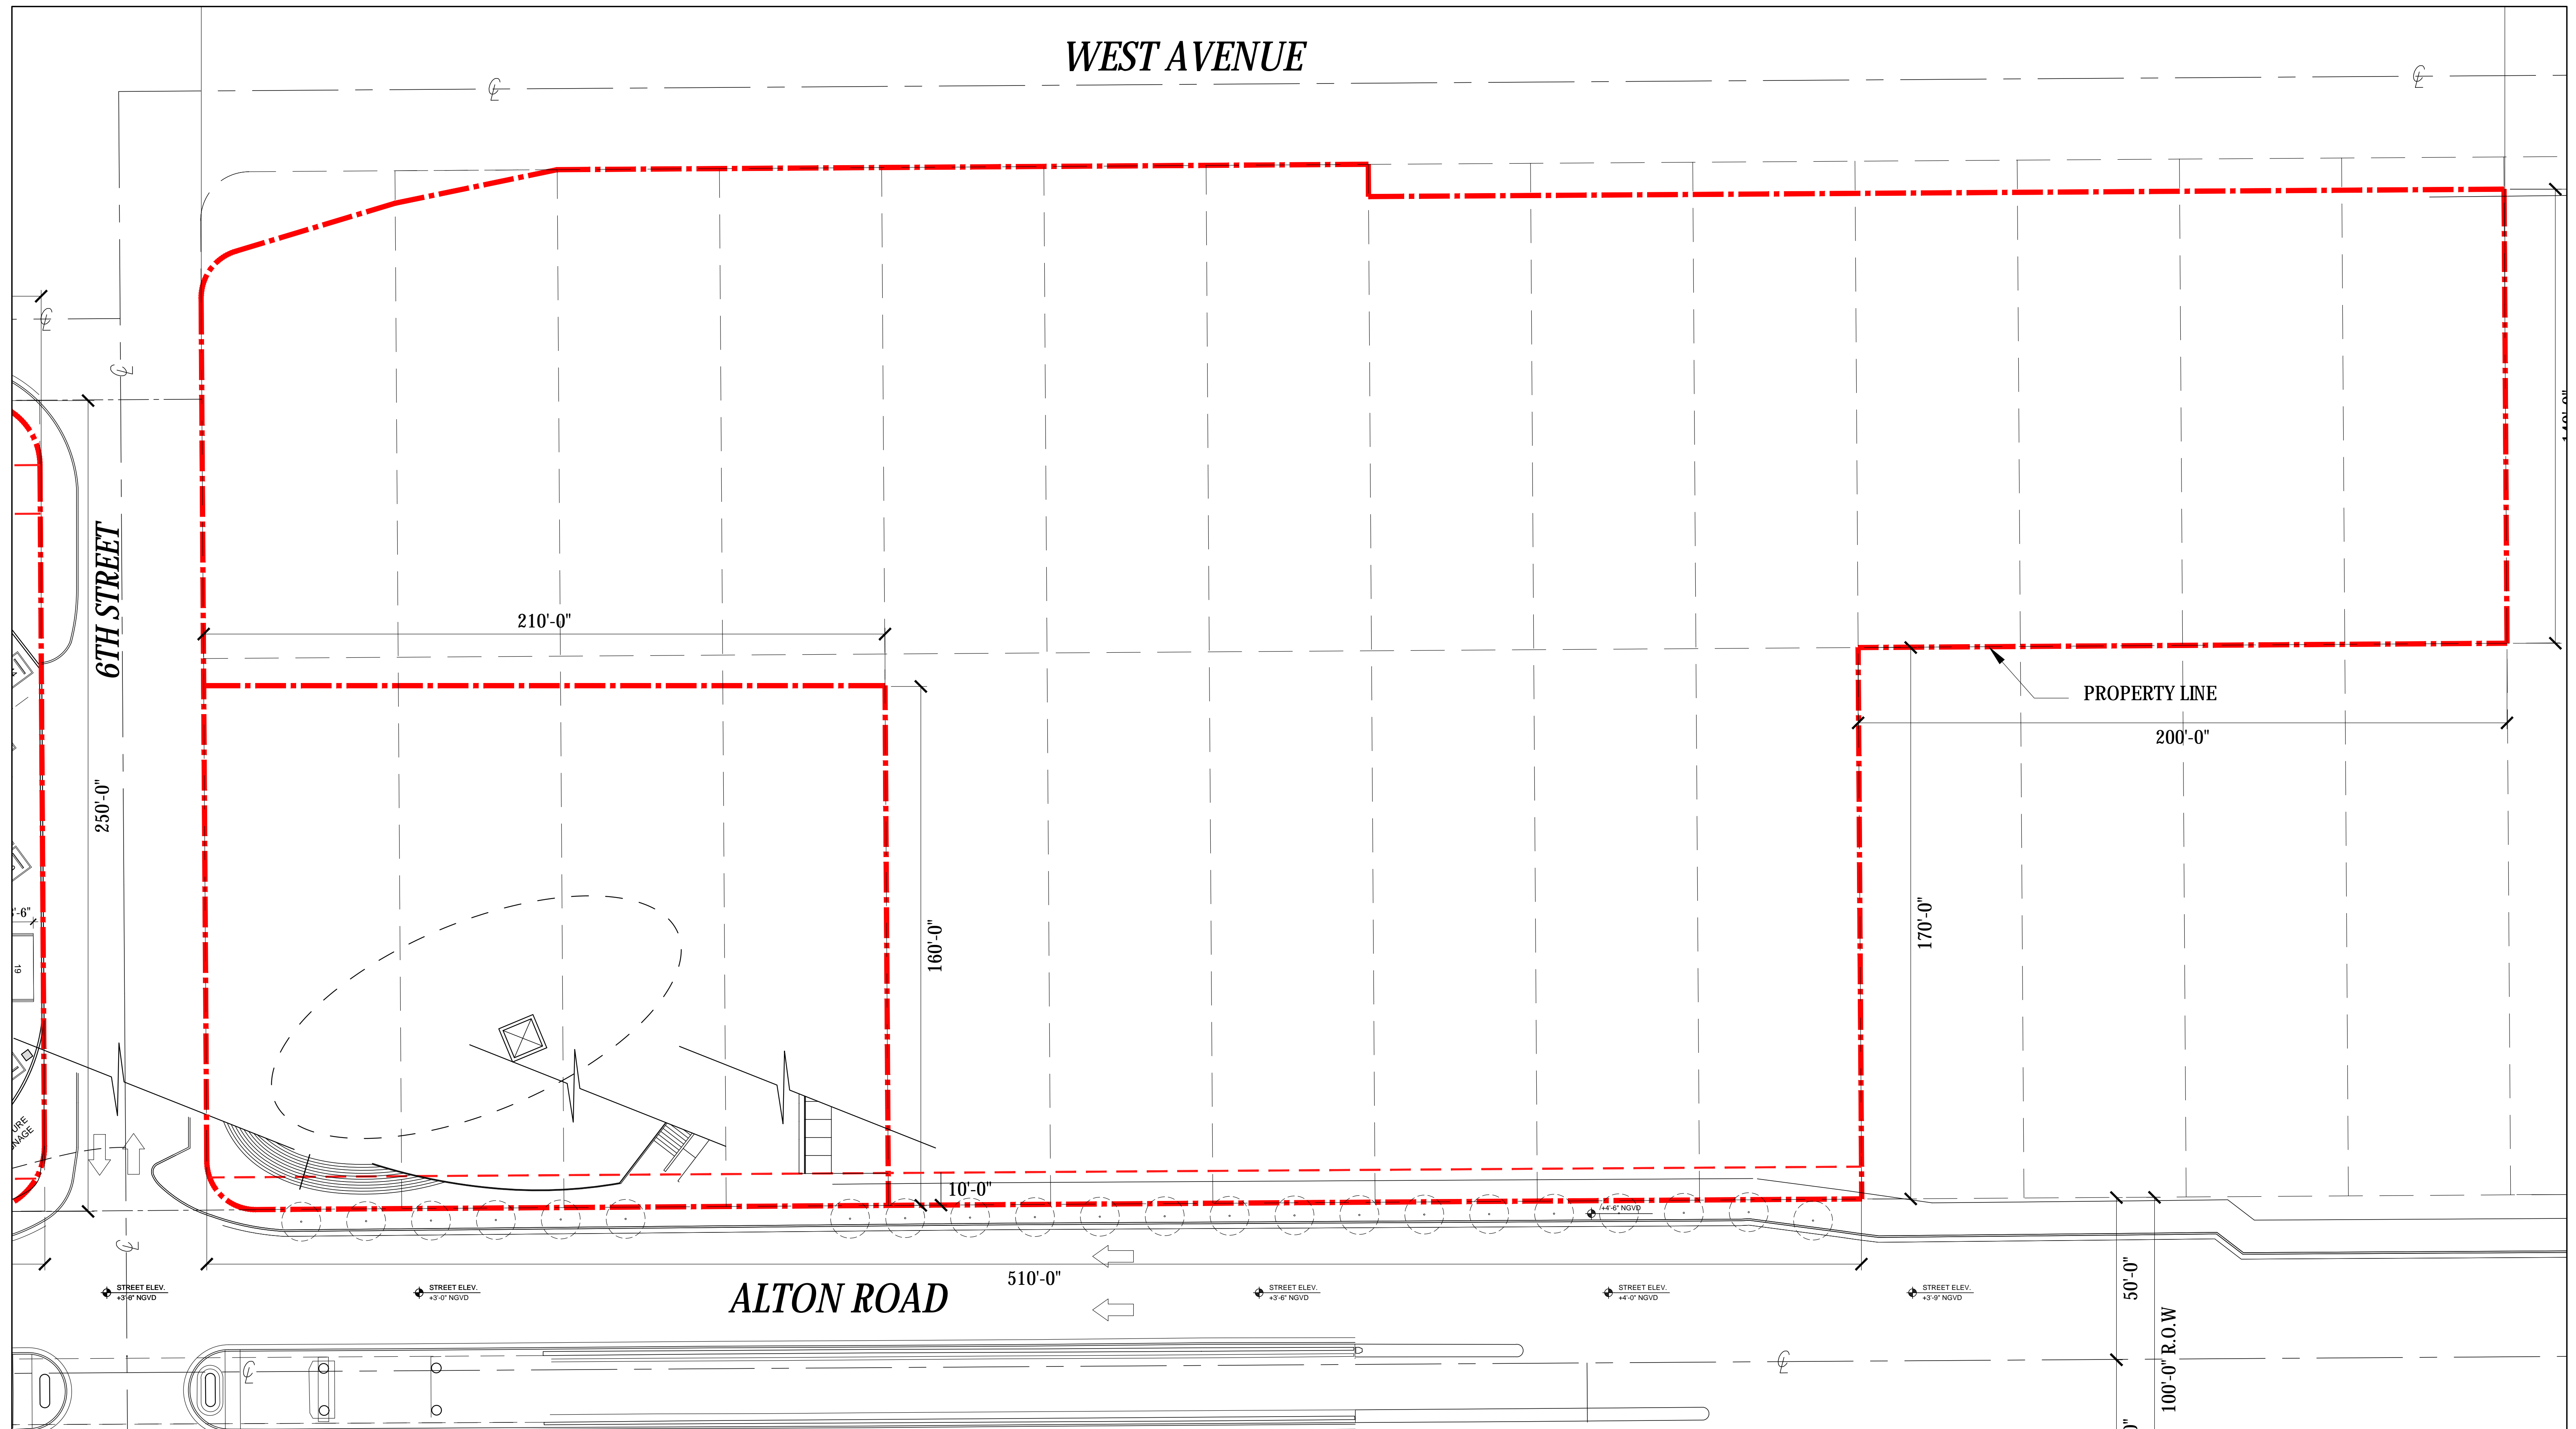 WEST AVENUE
6TH STREET
210'-0"
PROPERTY LINE
200'-0"
250'-0"
160'-0"
170'-0"
19
10'-0"
+4'-6" NGVD
510'-0"
ALTON ROAD
STREET ELEV.
+3'-6" NGVD
STREET ELEV.
+3'-0" NGVD
STREET ELEV.
+3'-6" NGVD
STREET ELEV.
+4'-0" NGVD
STREET ELEV.
+3'-9" NGVD
50'-0"
100'-0" R.O.W